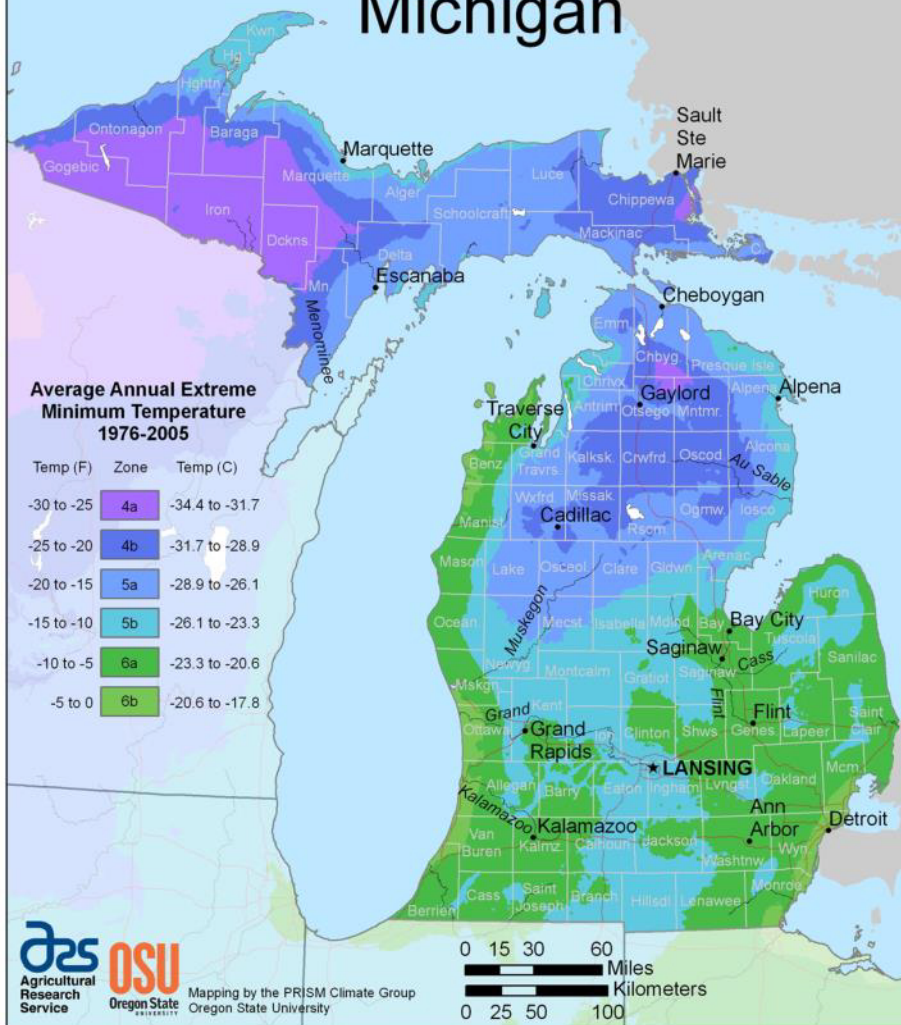 Michigan
Kwn.
Hg
Hghtn
Ontonagon
Baraga
Gogebic
Marquette
Marquette
Iron
Dckns.
Alger
Schoolcraft
Luce
Sault
Ste
Marie
Chippewa
Mackinac
C.
Delta
Escanaba
Mn
Menominee
Cheboygan
Emm.
Chbyg.
Presque Isle
Chrlvx.
Antrim
Gaylord
Otsego
Mntmr.
Alpena
Alpena
Average Annual Extreme
Minimum Temperature
1976-2005
Temp (F) Zone Temp (C)
-30 to -25 4a -34.4 to -31.7
-25 to -20 4b -31.7 to -28.9
-20 to -15 5a -28.9 to -26.1
-15 to -10 5b -26.1 to -23.3
-10 to -5 6a -23.3 to -20.6
-5 to 0 6b -20.6 to -17.8
Traverse
City
Benz.
Grand
Travrs.
Kalksk.
Crwfrd.
Oscod
Alcona
Au Sable
Manist
Wxfrd.
Missak.
Cadillac
Rscm.
Ogmw.
Iosco
Mason
Lake
Osceol.
Clare
Gldwn
Arenac
Huron
Ocean
Muskegon
Mecst
Isabella
Mdlnd
Bay
Bay City
Tuscola
Sanilac
Saginaw
Cass
Newyg
Montcalm
Gratiot
Saginaw
Flint
Mskgn
Grand
Kent
Ottawa
Grand
Rapids
Ion
Clinton
Shws.
Genes.
Flint
Lapeer
Saint
Clair
LANSING
Allegan
Barry
Eaton
Ingham
Lvngst
Oakland
Mcm.
Kalamazoo
Kalamazoo
Ann
Arbor
Detroit
Van
Buren
Kalmz.
Calhoun
Jackson
Washtnw
Wyn.
Berrien
Cass
Saint
Joseph
Branch
Hillsdl
Lenawee
Monroe
ars
Agricultural
Research
Service
OSU
Oregon State
UNIVERSITY
Mapping by the PRISM Climate Group
Oregon State University
0 15 30 60
Miles
Kilometers
0 25 50 100